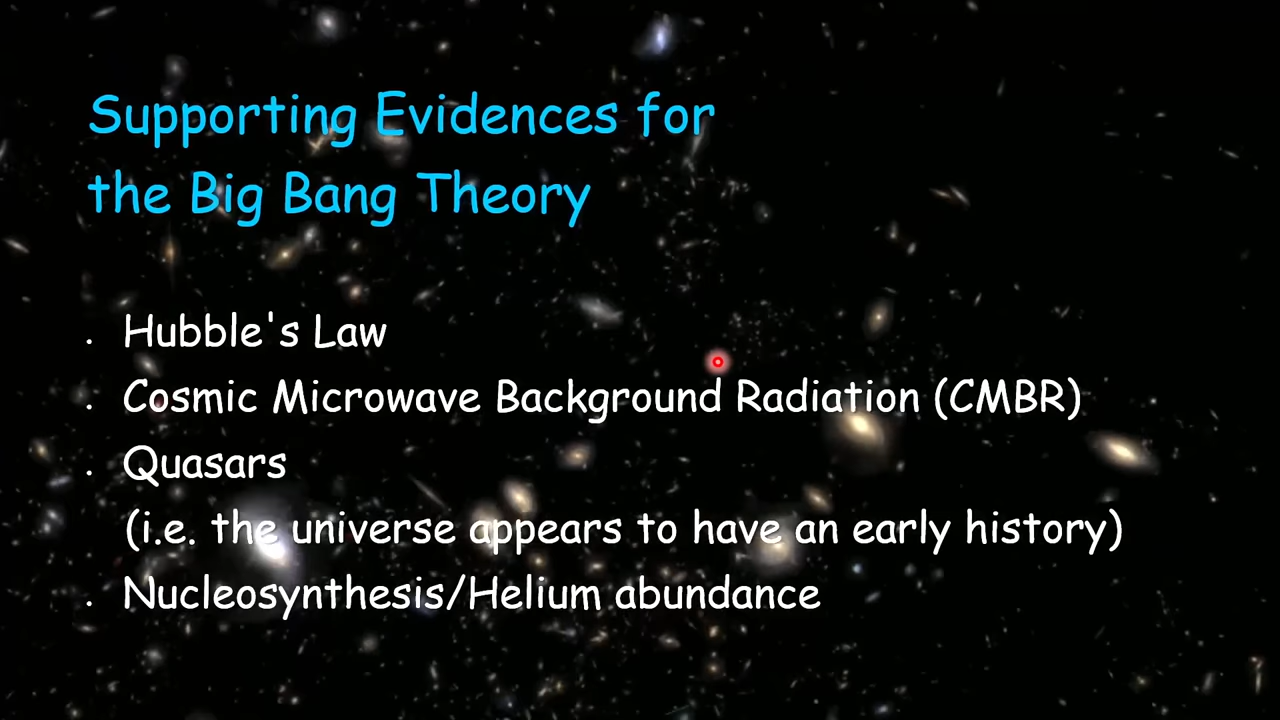 Supporting Evidences for
the Big Bang Theory
. Hubble's Law
. Cosmic Microwave Background Radiation (CMBR)
. Quasars
(i.e. the universe appears to have an early history)
. Nucleosynthesis/Helium abundance